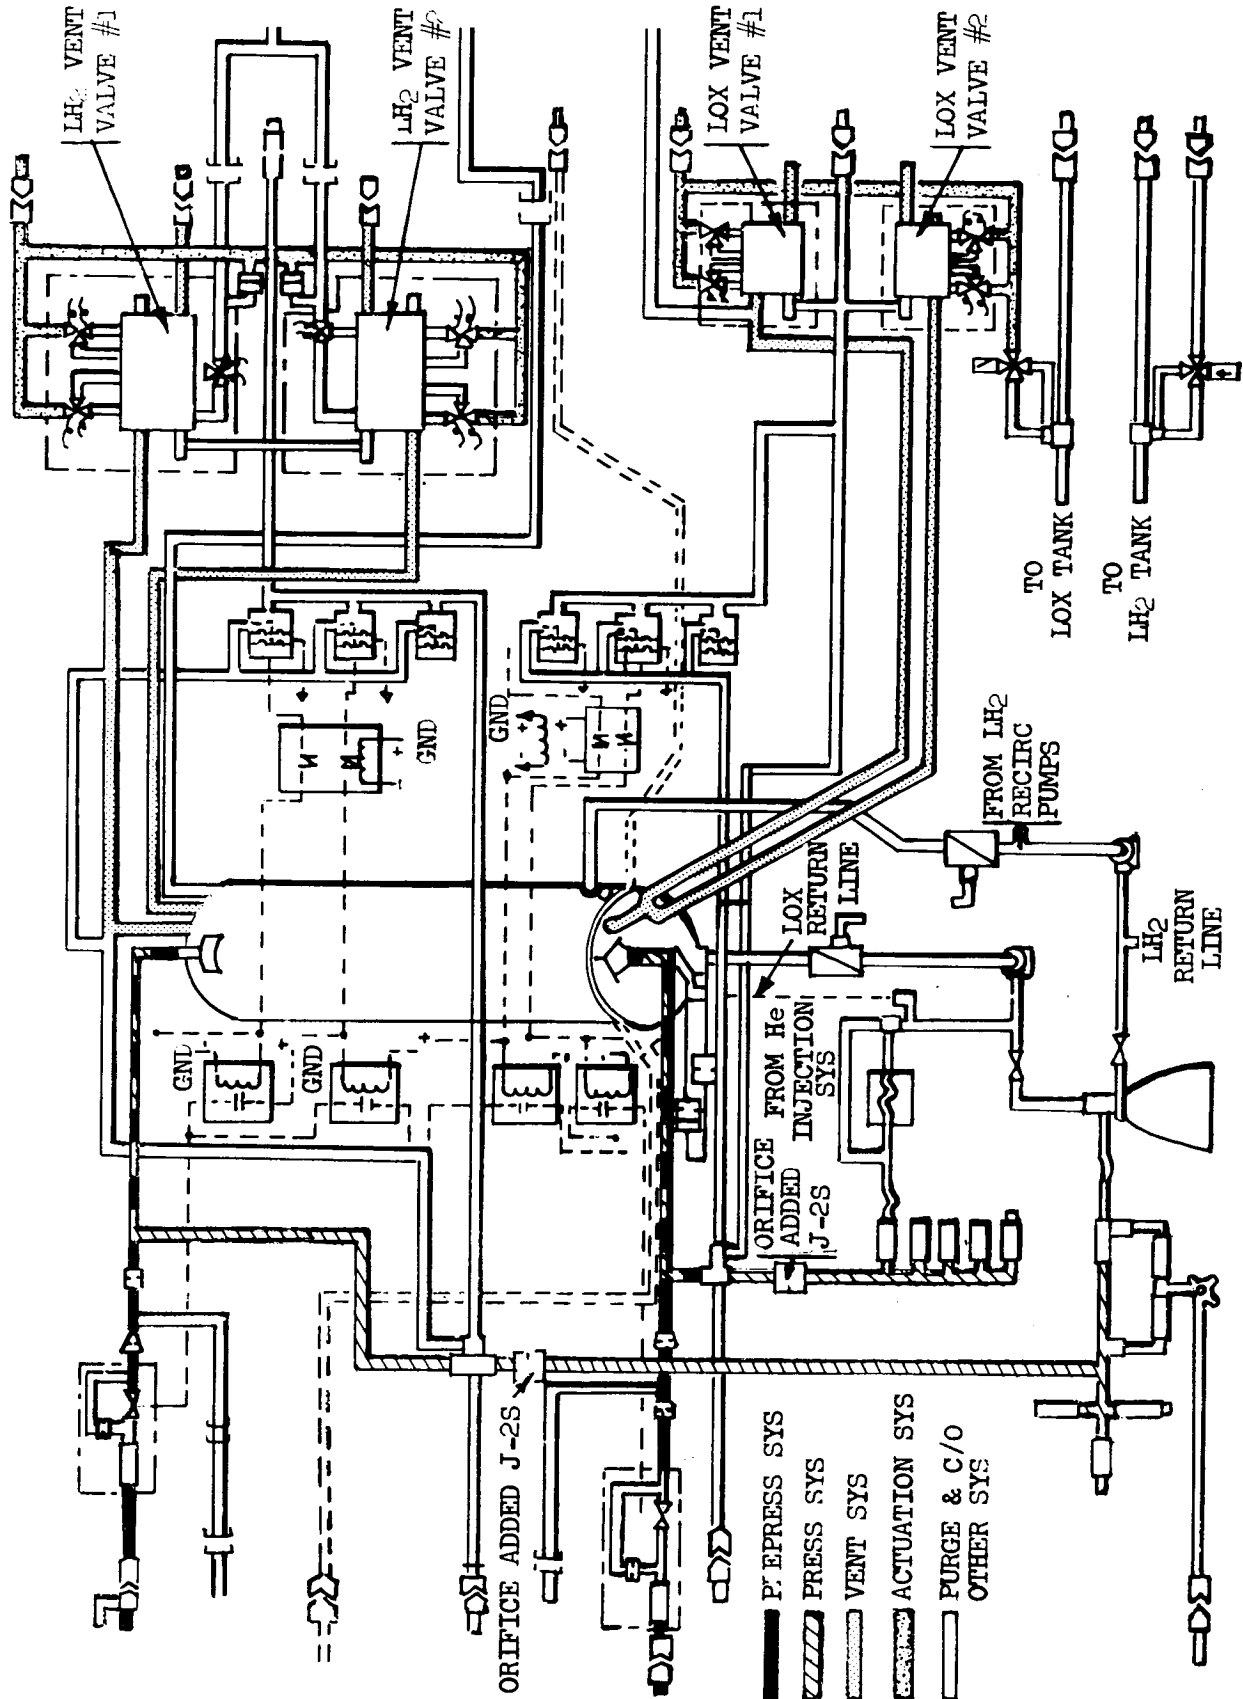 LH2 VENT
VALVE #1
LH2 VENT
VALVE #2
LOX VENT
VALVE #1
LOX VENT
VALVE #2
TO
LOX TANK
TO
LH2 TANK
GND
GND
GND
GND
FROM LH2
RECIRC
PUMPS
LOX
RETURN
LINE
LH2
RETURN
LINE
FROM He
INJECTION
SYS
ORIFICE
ADDED
J-2S
ORIFICE ADDED J-2S
PREPRESS SYS
PRESS SYS
VENT SYS
ACTUATION SYS
PURGE & C/O
OTHER SYS